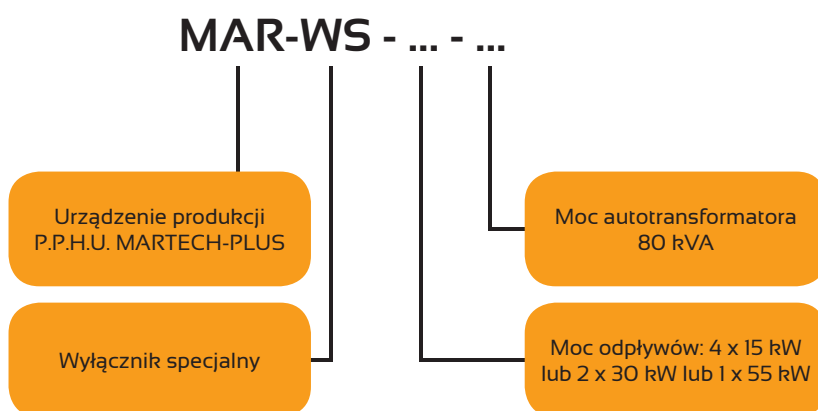 MAR-WS - ... - ...
Urządzenie produkcji
P.P.H.U. MARTECH-PLUS
Moc autotransformatora
80 kVA
Wyłącznik specjalny
Moc odpływów: 4 x 15 kW
lub 2 x 30 kW lub 1 x 55 kW